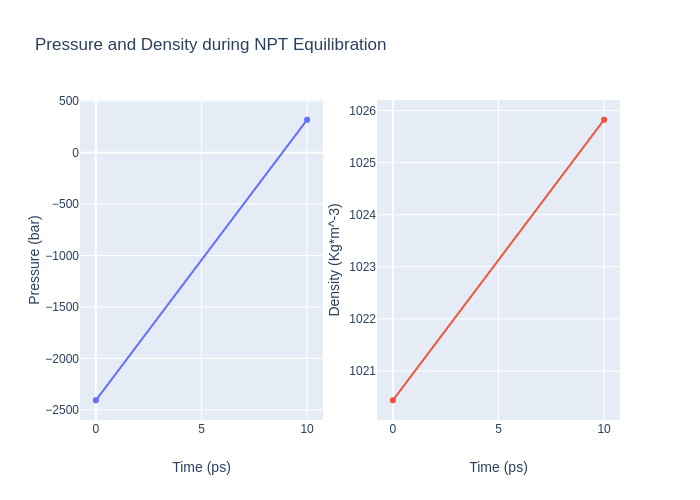 Pressure and Density during NPT Equilibration
500
0
−500
−1000
−1500
−2000
−2500
Pressure (bar)
0 5 10
Time (ps)
1026
1025
1024
1023
1022
1021
Density (Kg*m^-3)
0 5 10
Time (ps)